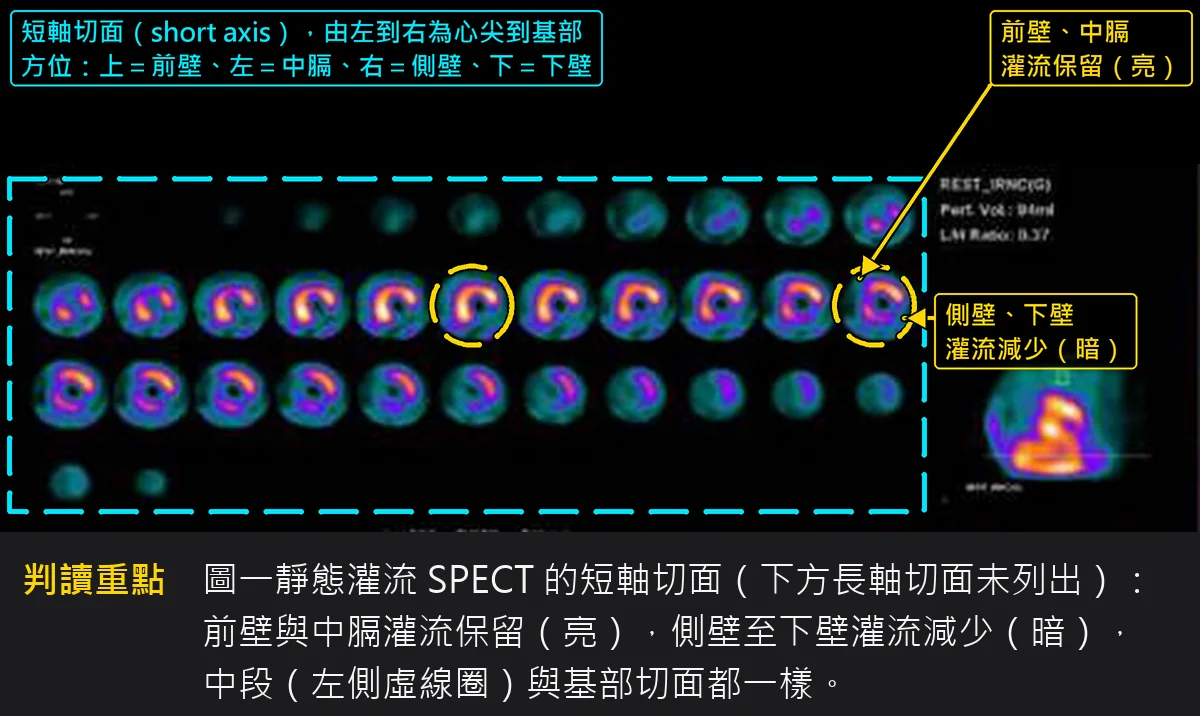 短軸切面（short axis），由左到右為心尖到基部
方位：上＝前壁、左＝中膈、右＝側壁、下＝下壁
前壁、中膈
灌流保留（亮）
REST_IRNC(G)
Perf. Vol.: 94ml
L/H Ratio: 0.37
側壁、下壁
灌流減少（暗）
判讀重點
圖一靜態灌流 SPECT 的短軸切面（下方長軸切面未列出）：
前壁與中膈灌流保留（亮），側壁至下壁灌流減少（暗），
中段（左側虛線圈）與基部切面都一樣。